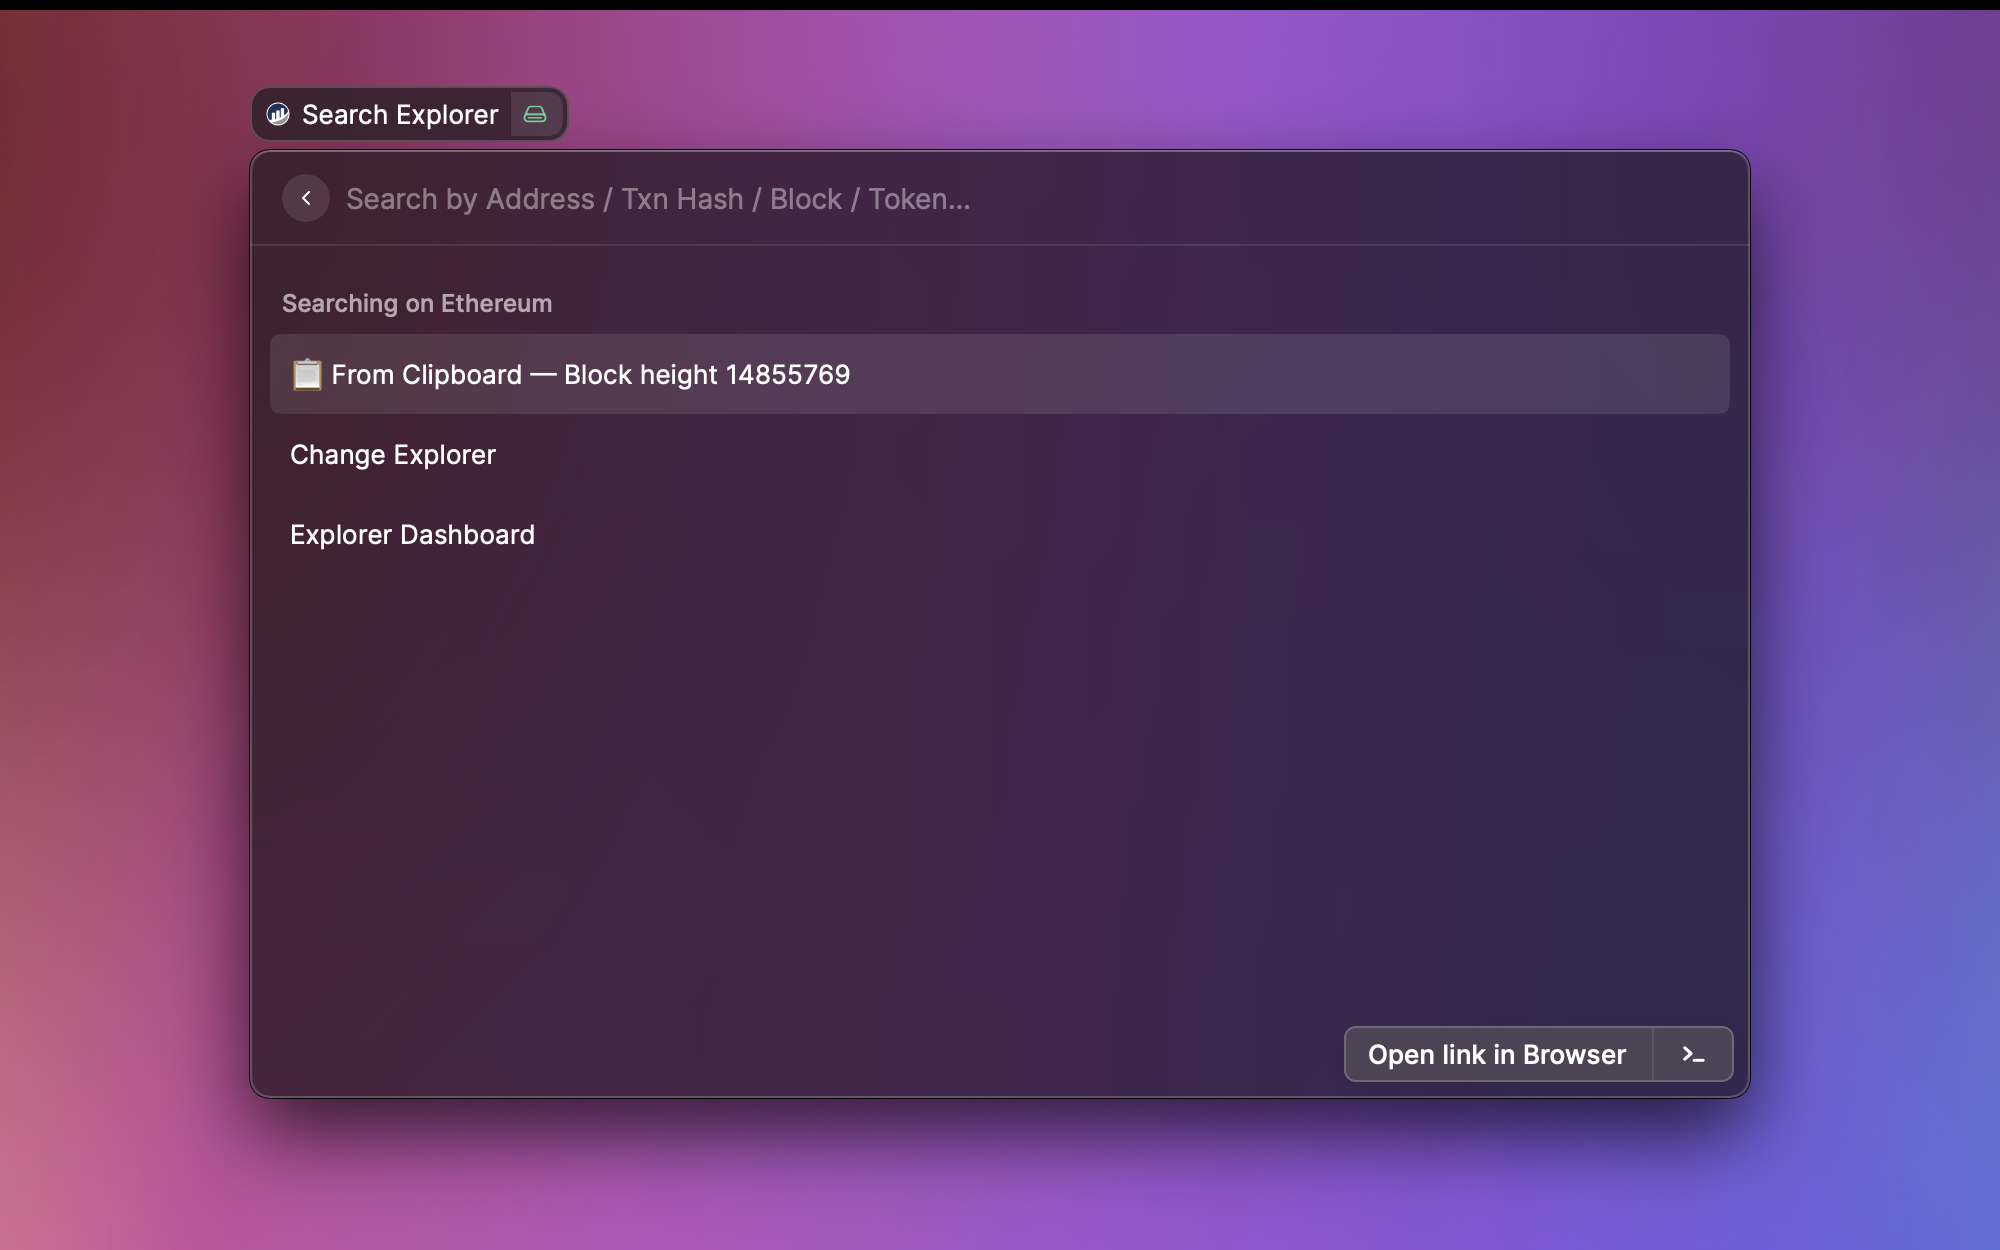 Search Explorer
Search by Address / Txn Hash / Block / Token...
Searching on Ethereum
From Clipboard — Block height 14855769
Change Explorer
Explorer Dashboard
Open link in Browser